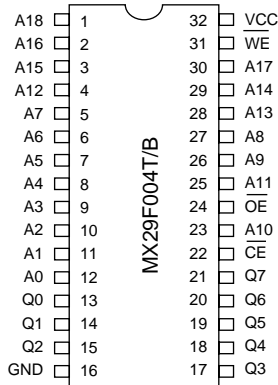 A18 1 32 VCC
A16 2 31 WE
A15 3 30 A17
A12 4 29 A14
A7 5 28 A13
A6 6 27 A8
A5 7 26 A9
A4 8 25 A11
A3 9 24 OE
A2 10 23 A10
A1 11 22 CE
A0 12 21 Q7
Q0 13 20 Q6
Q1 14 19 Q5
Q2 15 18 Q4
GND 16 17 Q3
MX29F004T/B